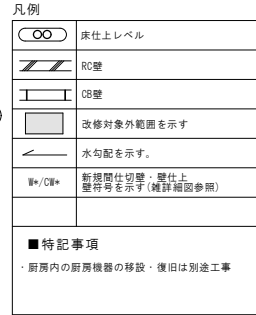 凡例
床仕上レベル
RC壁
CB壁
改修対象外範囲を示す
水勾配を示す。
W*/CW*
新規間仕切壁・壁仕上
壁符号を示す(雑詳細図参照)
■特記事項
・厨房内の厨房機器の移設・復旧は別途工事